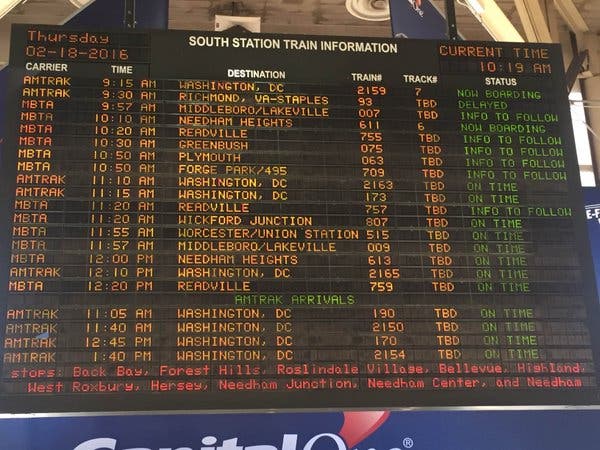 Thursday
02-18-2016
SOUTH STATION TRAIN INFORMATION
CURRENT TIME
10:19 AM
CARRIER TIME DESTINATION TRAIN# TRACK# STATUS
AMTRAK 9:15 AM WASHINGTON, DC 2159 7 NOW BOARDING
AMTRAK 9:30 AM RICHMOND, VA-STAPLES 93 TBD DELAYED
MBTA 9:57 AM MIDDLEBORO/LAKEVILLE 007 TBD INFO TO FOLLOW
MBTA 10:10 AM NEEDHAM HEIGHTS 611 6 NOW BOARDING
MBTA 10:20 AM READVILLE 755 TBD INFO TO FOLLOW
MBTA 10:30 AM GREENBUSH 075 TBD INFO TO FOLLOW
MBTA 10:50 AM PLYMOUTH 063 TBD INFO TO FOLLOW
MBTA 10:50 AM FORGE PARK/495 709 TBD INFO TO FOLLOW
AMTRAK 11:10 AM WASHINGTON, DC 2163 TBD ON TIME
AMTRAK 11:15 AM WASHINGTON, DC 173 TBD ON TIME
MBTA 11:20 AM READVILLE 757 TBD INFO TO FOLLOW
MBTA 11:20 AM WICKFORD JUNCTION 807 TBD ON TIME
MBTA 11:55 AM WORCESTER/UNION STATION 515 TBD ON TIME
MBTA 11:57 AM MIDDLEBORO/LAKEVILLE 009 TBD ON TIME
MBTA 12:00 PM NEEDHAM HEIGHTS 613 TBD ON TIME
AMTRAK 12:10 PM WASHINGTON, DC 2165 TBD ON TIME
MBTA 12:20 PM READVILLE 759 TBD ON TIME
AMTRAK ARRIVALS
AMTRAK 11:05 AM WASHINGTON, DC 190 TBD ON TIME
AMTRAK 11:40 AM WASHINGTON, DC 2150 TBD ON TIME
AMTRAK 12:45 PM WASHINGTON, DC 170 TBD ON TIME
AMTRAK 1:40 PM WASHINGTON, DC 2154 TBD ON TIME
stops: Back Bay, Forest Hills, Roslindale Village, Bellevue, Highland,
West Roxbury, Hersey, Needham Junction, Needham Center, and Needham
Capital One®